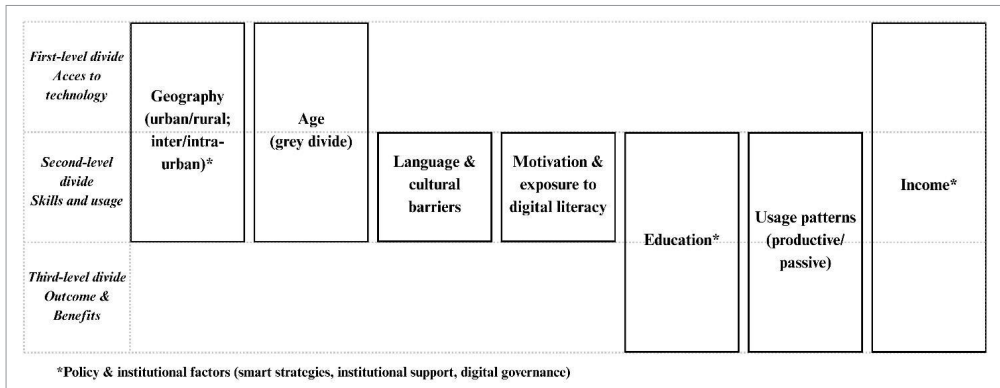 First-level divide
Acces to
technology
Geography
(urban/rural;
inter/intra-
urban)*
Age
(grey divide)
Second-level
divide
Skills and usage
Language &
cultural
barriers
Motivation &
exposure to
digital literacy
Education*
Usage patterns
(productive/
passive)
Income*
Third-level divide
Outcome &
Benefits
*Policy & institutional factors (smart strategies, institutional support, digital governance)